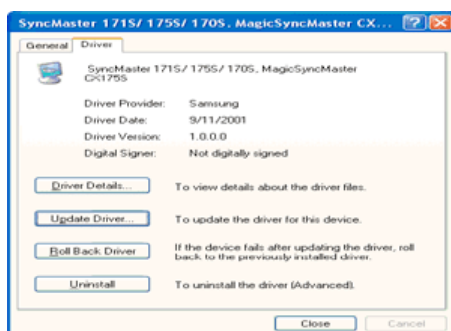 SyncMaster 171S/ 175S/ 170S, MagicSyncMaster CX...
General
Driver
SyncMaster 171S/ 175S/ 170S, MagicSyncMaster
CX175S
Driver Provider: Samsung
Driver Date: 9/11/2001
Driver Version: 1.0.0.0
Digital Signer: Not digitally signed
Driver Details... To view details about the driver files.
Update Driver... To update the driver for this device.
Roll Back Driver If the device fails after updating the driver, roll
back to the previously installed driver.
Uninstall To uninstall the driver (Advanced).
Close Cancel